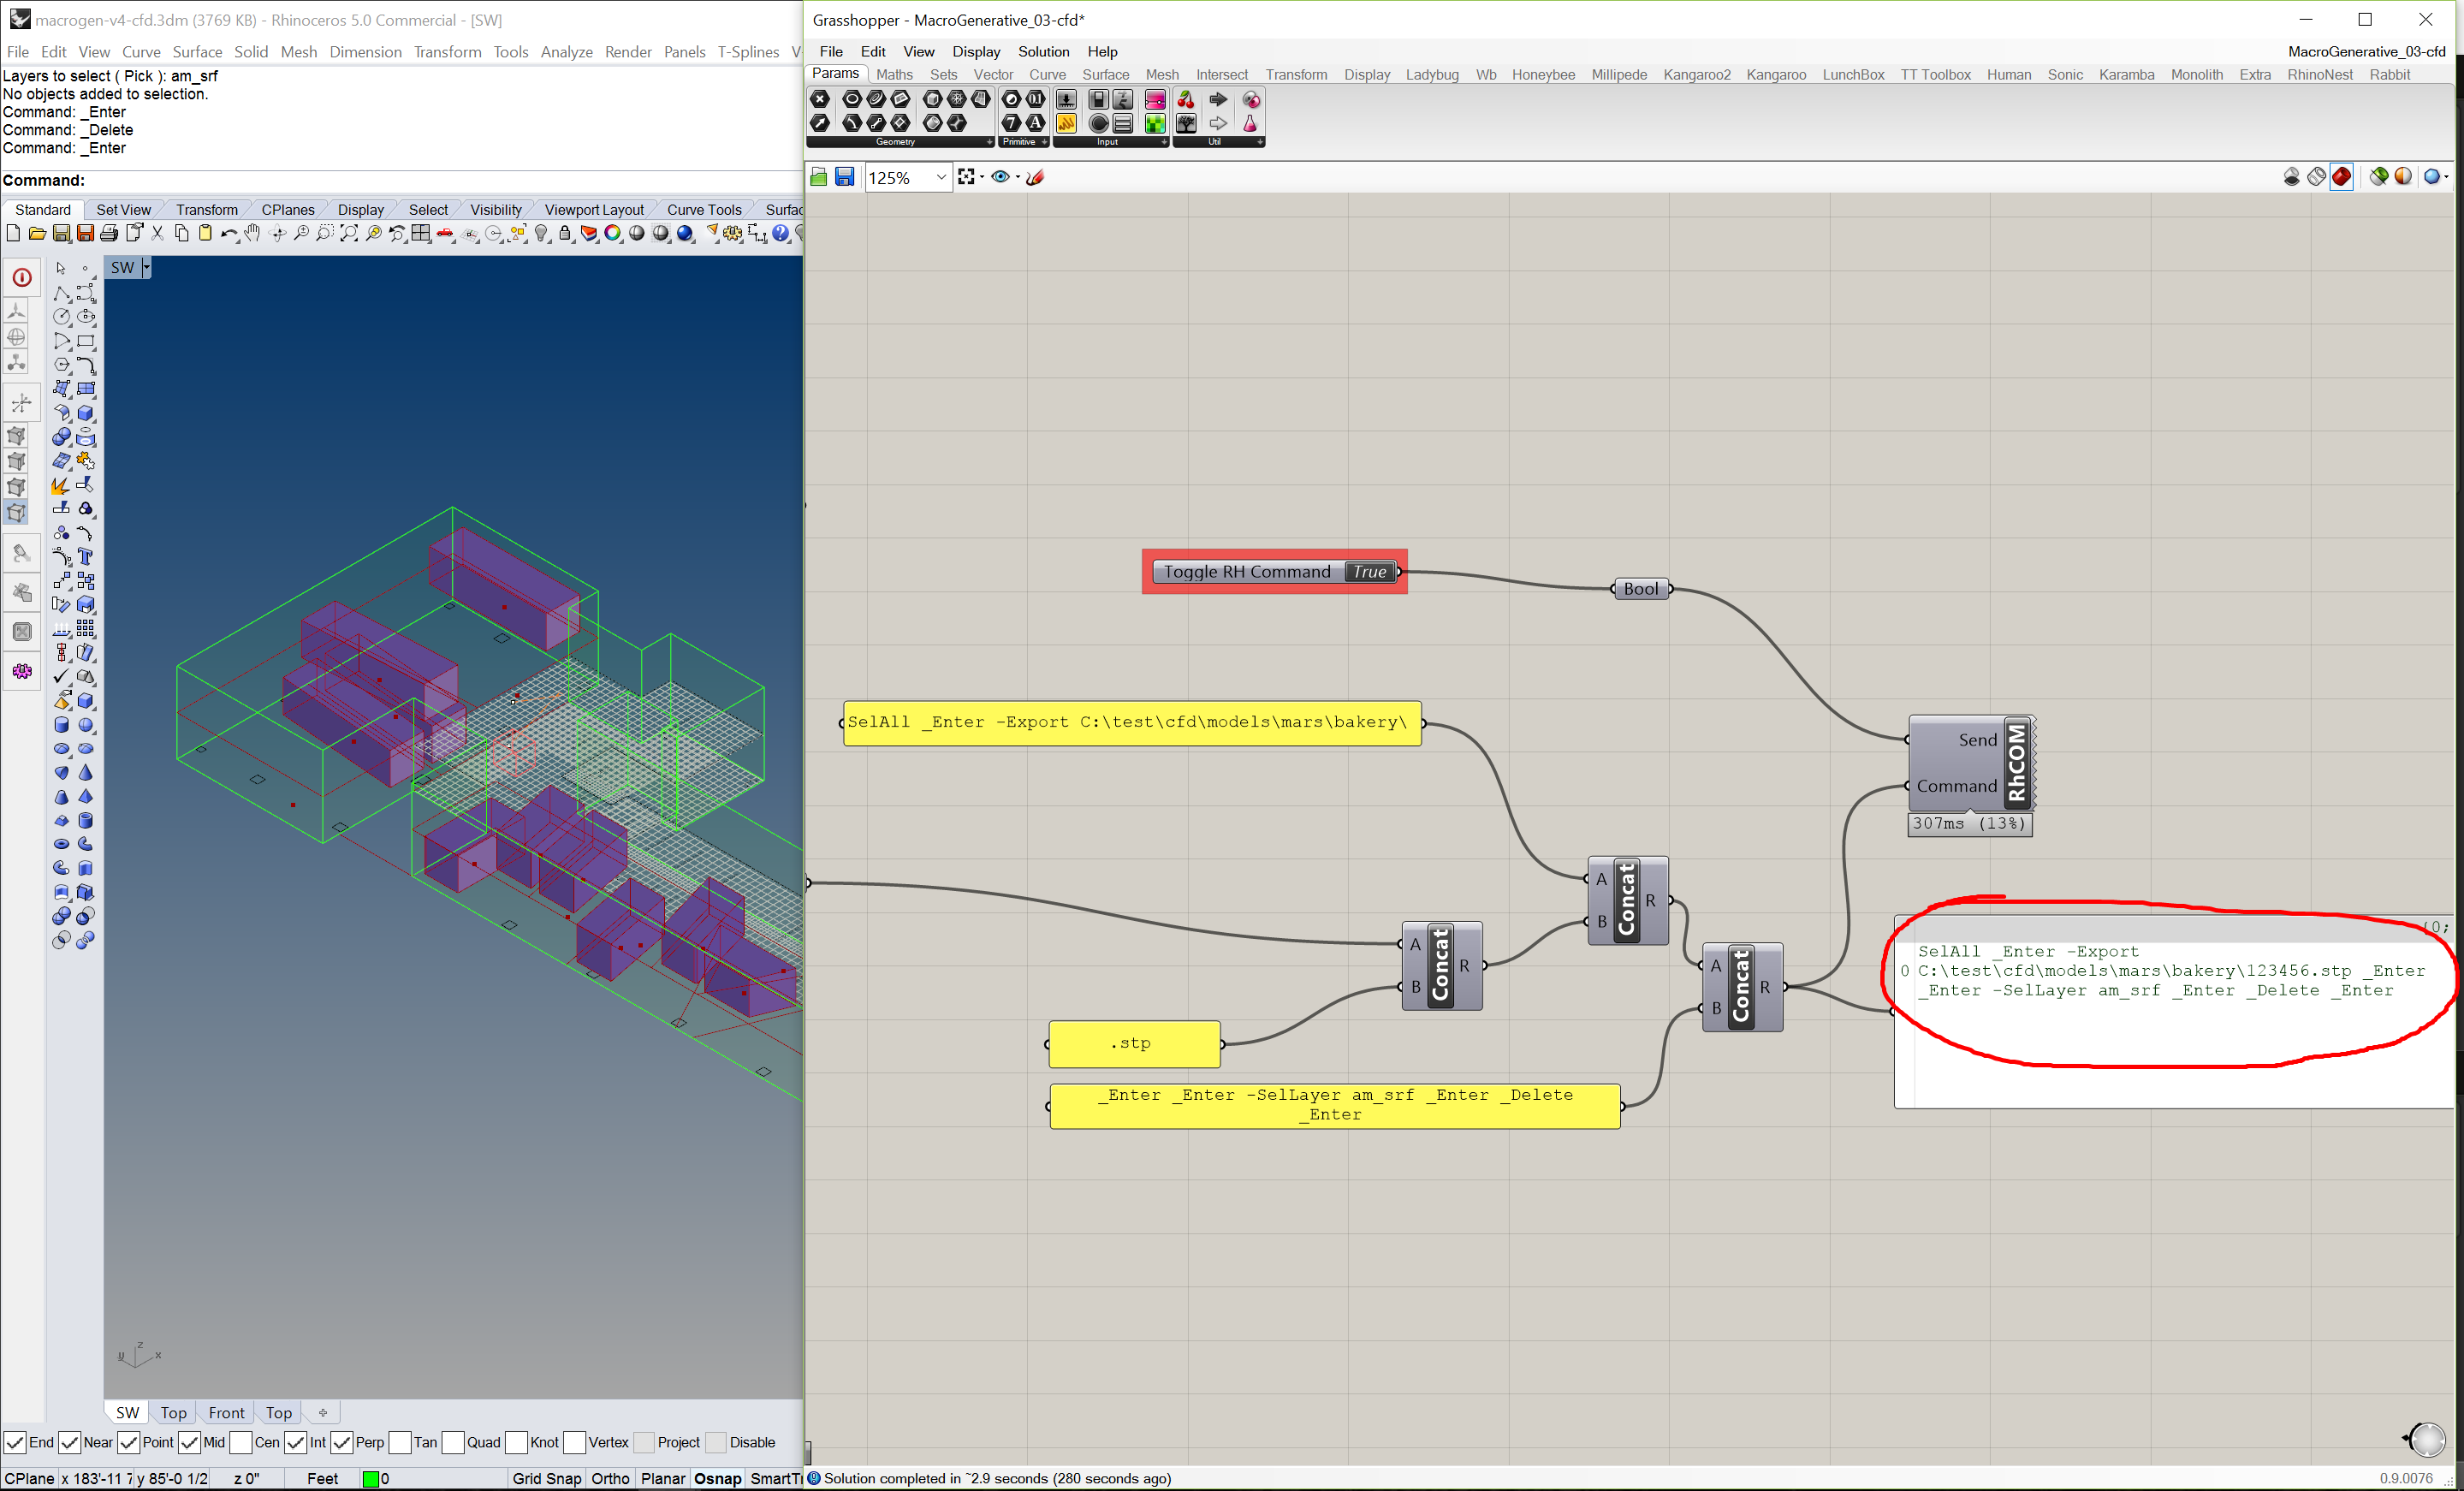 macrogen-v4-cfd.3dm (3769 KB) - Rhinoceros 5.0 Commercial - [SW]
File Edit View Curve Surface Solid Mesh Dimension Transform Tools Analyze Render Panels T-Splines
Layers to select ( Pick ): am_srf
No objects added to selection.
Command: _Enter
Command: _Delete
Command: _Enter
Command:
Standard Set View Transform CPlanes Display Select Visibility Viewport Layout Curve Tools Surfac
SW
z
y x
SW Top Front Top
End Near Point Mid Cen Int Perp Tan Quad Knot Vertex Project Disable
CPlane x 183'-11 7 y 85'-0 1/2 z 0" Feet 0 Grid Snap Ortho Planar Osnap SmartTr
Grasshopper - MacroGenerative_03-cfd*
File Edit View Display Solution Help
MacroGenerative_03-cfd
Params Maths Sets Vector Curve Surface Mesh Intersect Transform Display Ladybug Wb Honeybee Millipede Kangaroo2 Kangaroo LunchBox TT Toolbox Human Sonic Karamba Monolith Extra RhinoNest Rabbit
Geometry Primitive Input Util
125%
Toggle RH Command True
Bool
SelAll _Enter -Export C:\test\cfd\models\mars\bakery\
Send
Command
RhCOM
307ms (13%)
A
B
Concat
R
A
B
Concat
R
A
B
Concat
R
.stp
_Enter _Enter -SelLayer am_srf _Enter _Delete
_Enter
{0;
SelAll _Enter -Export
0 C:\test\cfd\models\mars\bakery\123456.stp _Enter
_Enter -SelLayer am_srf _Enter _Delete _Enter
Solution completed in ~2.9 seconds (280 seconds ago)
0.9.0076